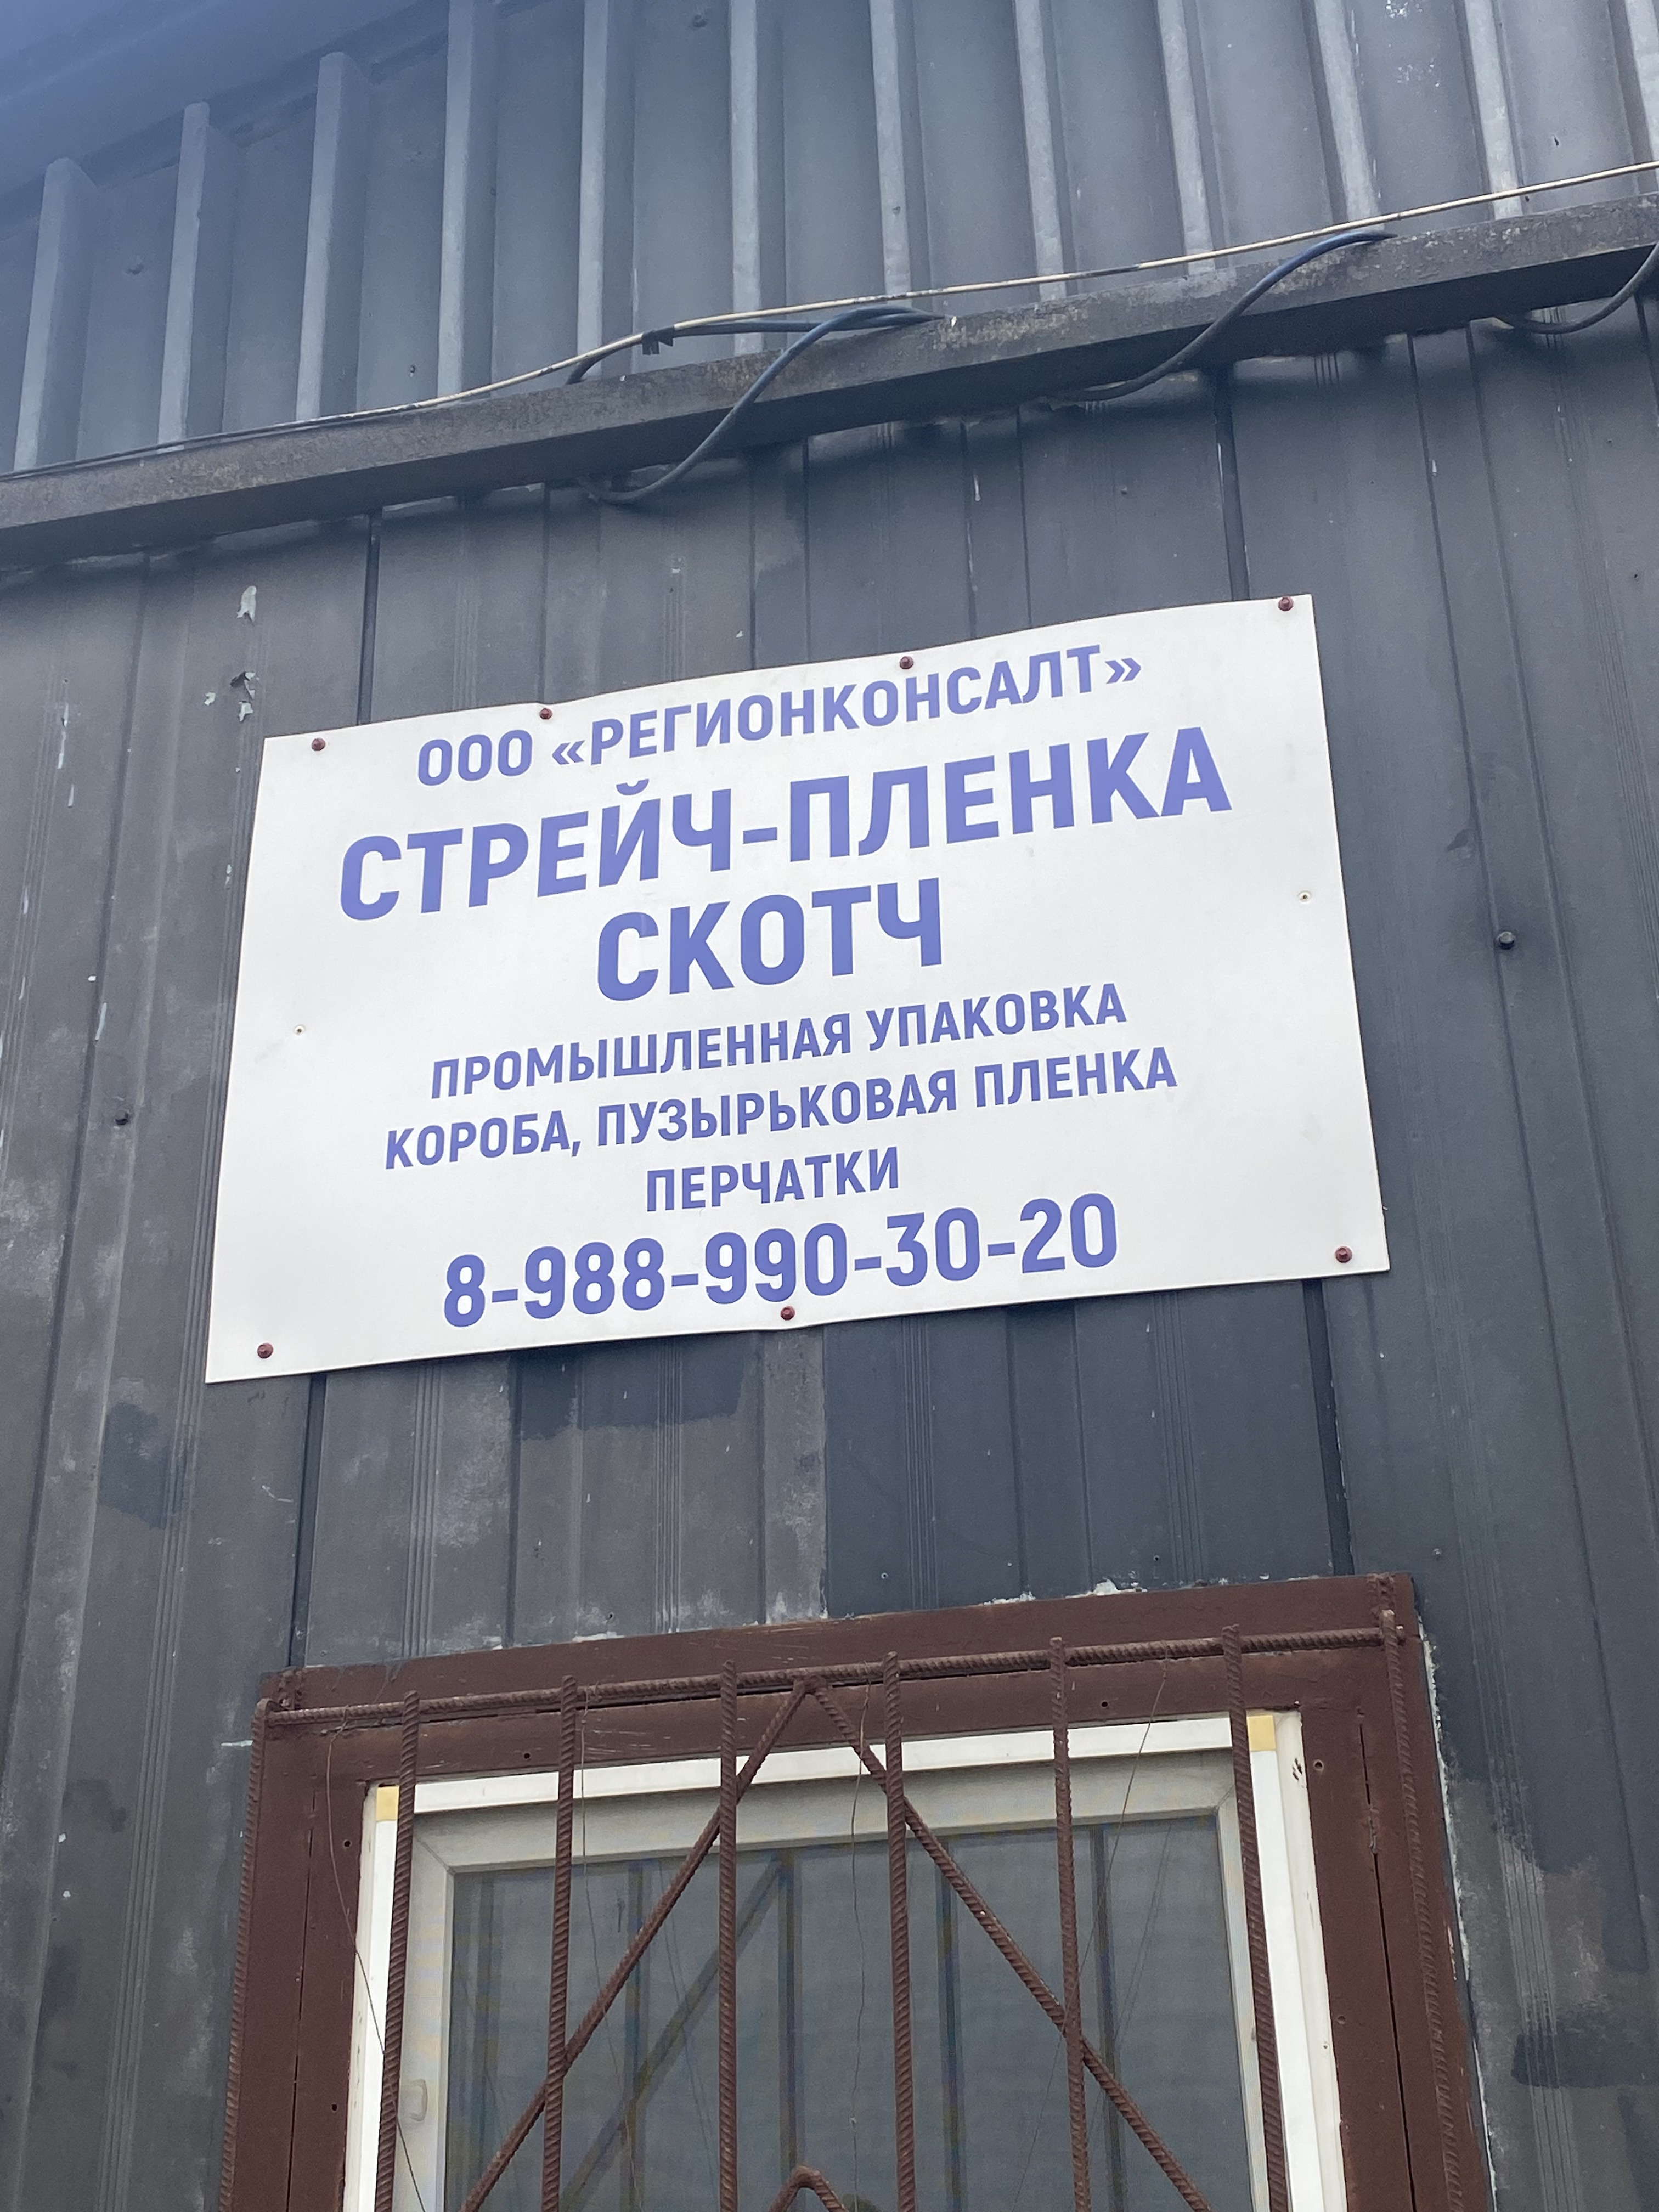 ООО «РЕГИОНКОНСАЛТ»
СТРЕЙЧ-ПЛЕНКА
СКОТЧ
ПРОМЫШЛЕННАЯ УПАКОВКА
КОРОБА, ПУЗЫРЬКОВАЯ ПЛЕНКА
ПЕРЧАТКИ
8-988-990-30-20